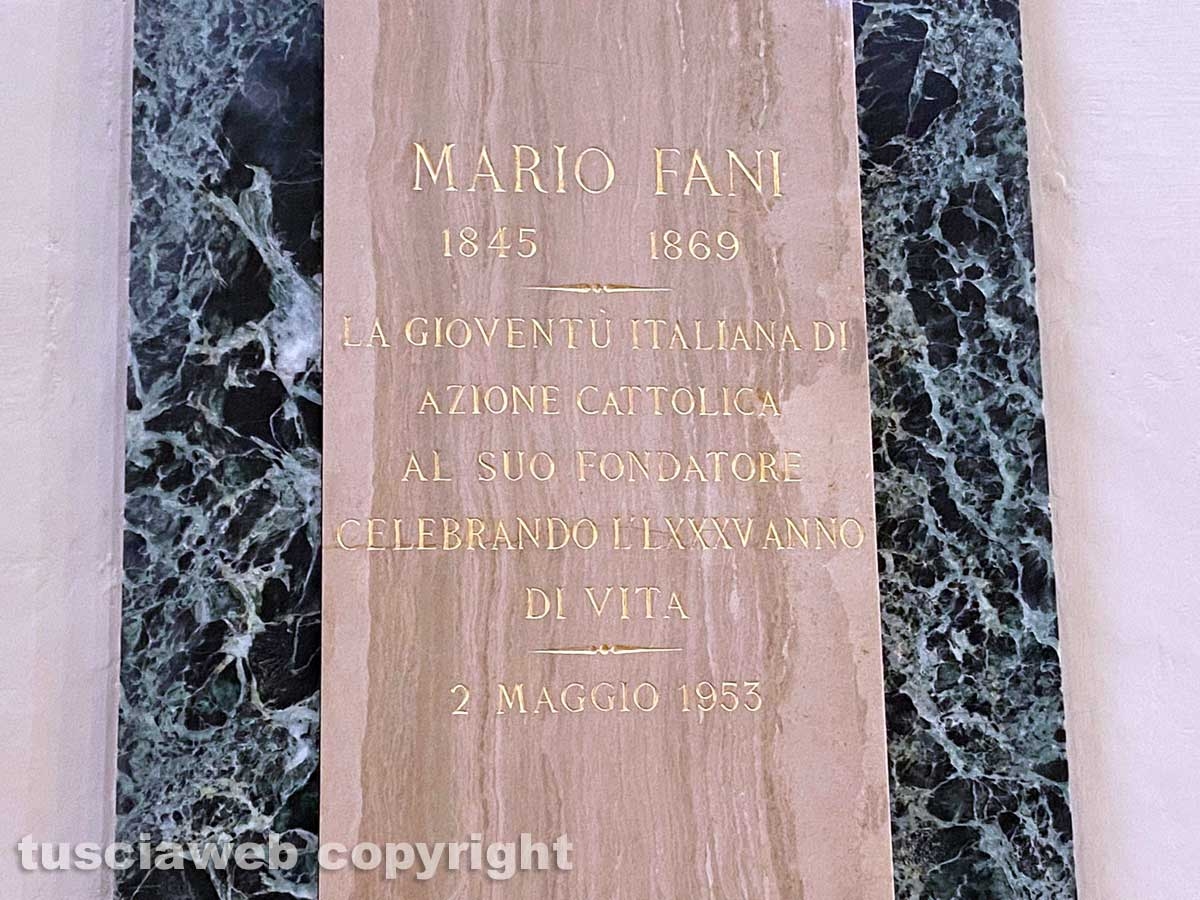 MARIO FANI
1845 1869
LA GIOVENTÙ ITALIANA DI
AZIONE CATTOLICA
AL SUO FONDATORE
CELEBRANDO L'LXXXV ANNO
DI VITA
2 MAGGIO 1953
tusciaweb copyright